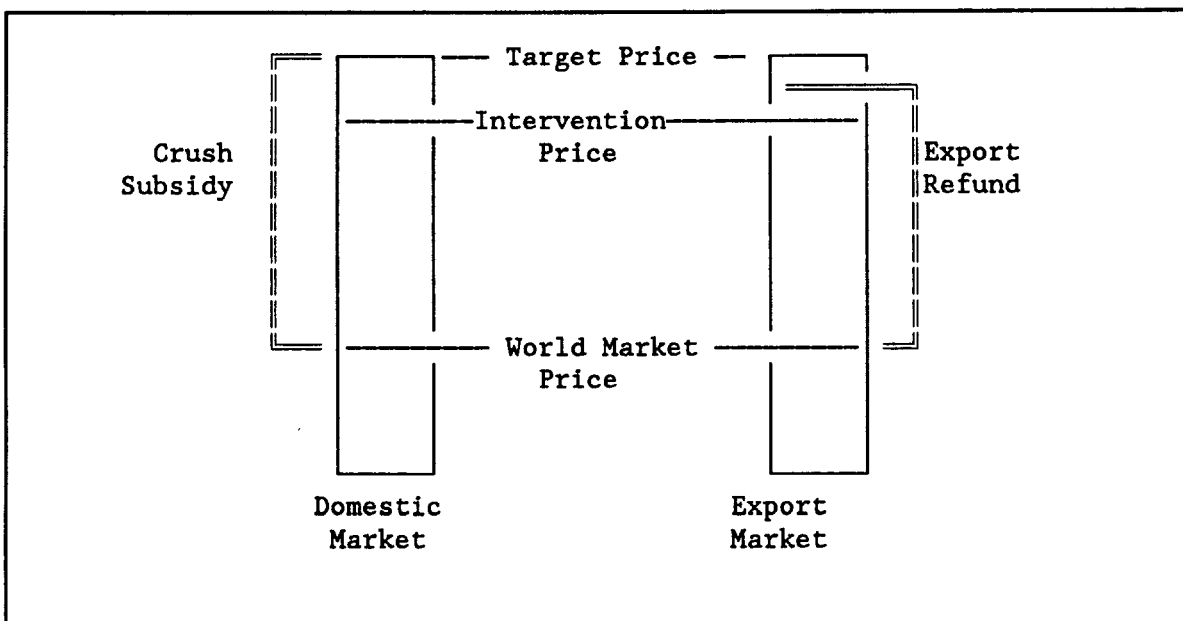 Target Price
Intervention
Price
Crush
Subsidy
Export
Refund
World Market
Price
Domestic
Market
Export
Market